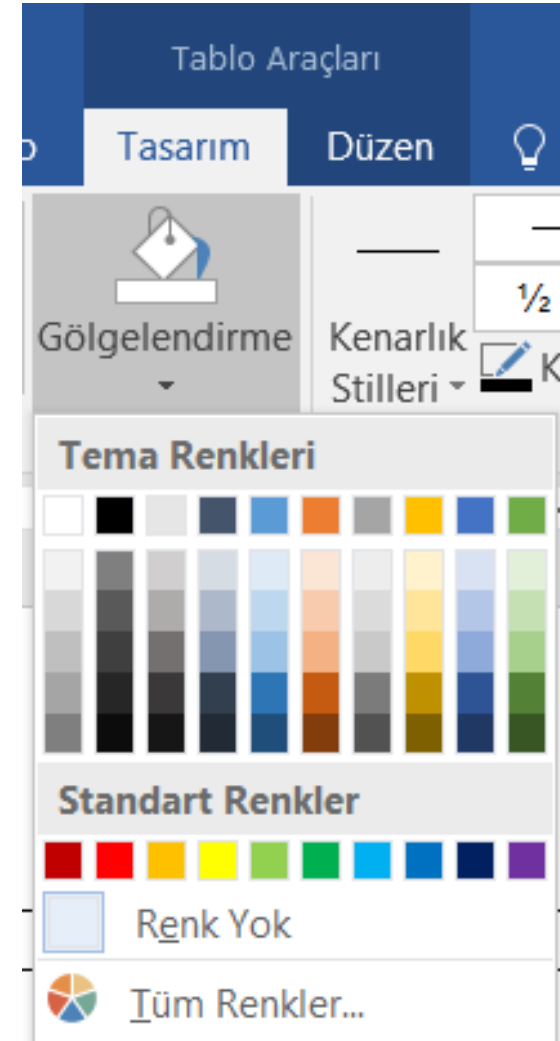 Tablo Araçları
Tasarım
Düzen
Gölgelendirme
Kenarlık
Stilleri
½
K
Tema Renkleri
Standart Renkler
Renk Yok
Tüm Renkler...